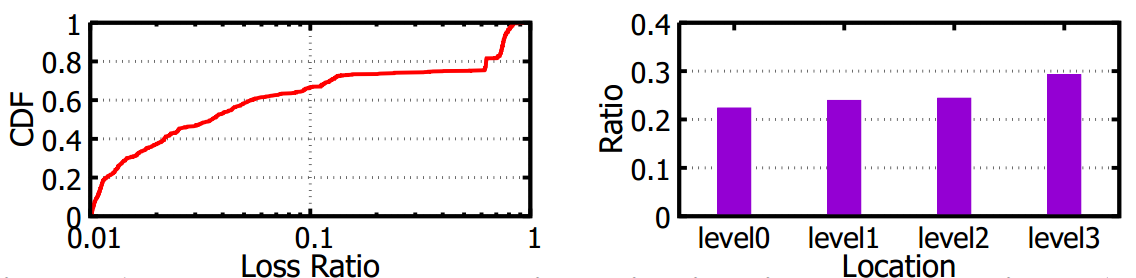 1
0.8
0.6
0.4
0.2
0
CDF
0.01 0.1 1
Loss Ratio
0.4
0.3
0.2
0.1
0
Ratio
level0 level1 level2 level3
Location